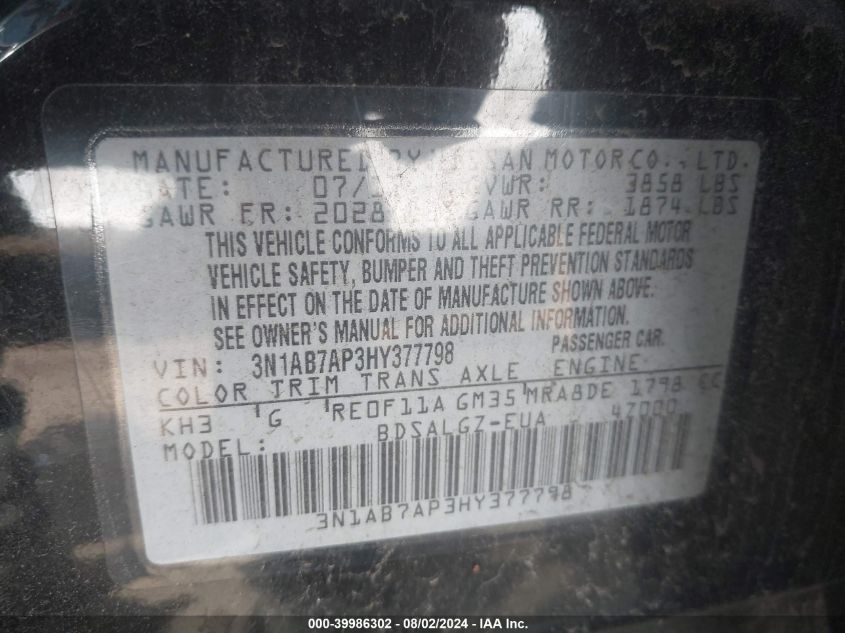 MANUFACTURED BY NISSAN MOTOR CO., LTD.
DATE: 07/ GVWR: 3858 LBS
GAWR FR: 2028 GAWR RR: 1874 LBS
THIS VEHICLE CONFORMS TO ALL APPLICABLE FEDERAL MOTOR
VEHICLE SAFETY, BUMPER AND THEFT PREVENTION STANDARDS
IN EFFECT ON THE DATE OF MANUFACTURE SHOWN ABOVE.
SEE OWNER'S MANUAL FOR ADDITIONAL INFORMATION.
VIN: 3N1AB7AP3HY377798 PASSENGER CAR.
COLOR TRIM TRANS AXLE ENGINE
KH3 G RE0F11A GM35 MRA8DE 1798 CC
MODEL: BDSALGZ-EUA 47000
3N1AB7AP3HY377798
000-39986302 - 08/02/2024 - IAA Inc.